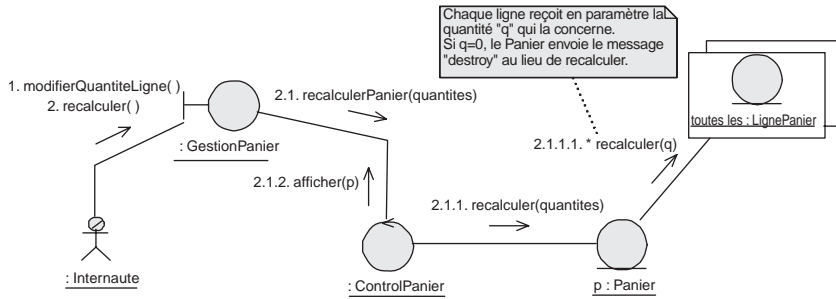 Chaque ligne reçoit en paramètre la
quantité "q" qui la concerne.
Si q=0, le Panier envoie le message
"destroy" au lieu de recalculer.
1. modifierQuantiteLigne( )
2. recalculer( )
2.1. recalculerPanier(quantites)
toutes les : LignePanier
: GestionPanier
2.1.1.1. * recalculer(q)
2.1.2. afficher(p)
2.1.1. recalculer(quantites)
: Internaute
: ControlPanier
p : Panier